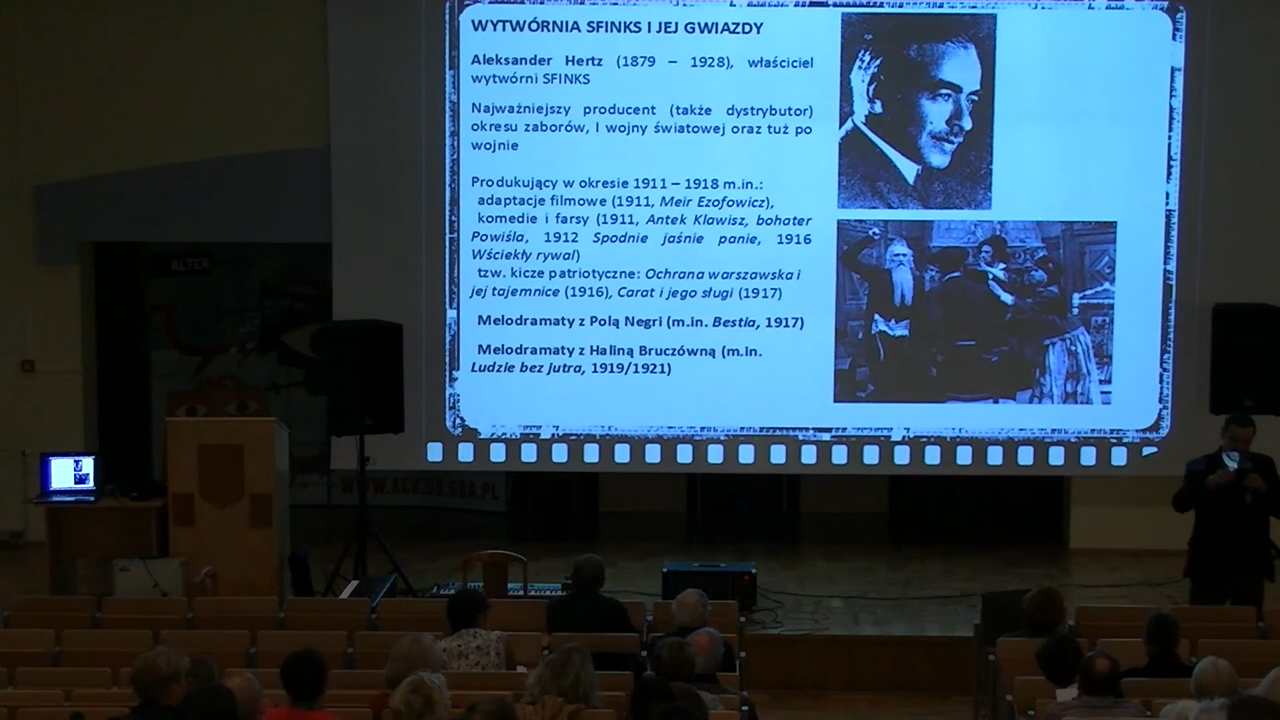 WYTWÓRNIA SFINKS I JEJ GWIAZDY
Aleksander Hertz (1879 – 1928), właściciel
wytwórni SFINKS
Najważniejszy producent (także dystrybutor)
okresu zaborów, I wojny światowej oraz tuż po
wojnie
Produkujący w okresie 1911 – 1918 m.in.:
adaptacje filmowe (1911, Meir Ezofowicz),
komedie i farsy (1911, Antek Klawisz, bohater
Powiśla, 1912 Spodnie jaśnie panie, 1916
Wściekły rywal)
tzw. kicze patriotyczne: Ochrana warszawska i
jej tajemnice (1916), Carat i jego sługi (1917)
Melodramaty z Polą Negri (m.in. Bestia, 1917)
Melodramaty z Haliną Bruczówną (m.in.
Ludzie bez jutra, 1919/1921)
ALTER